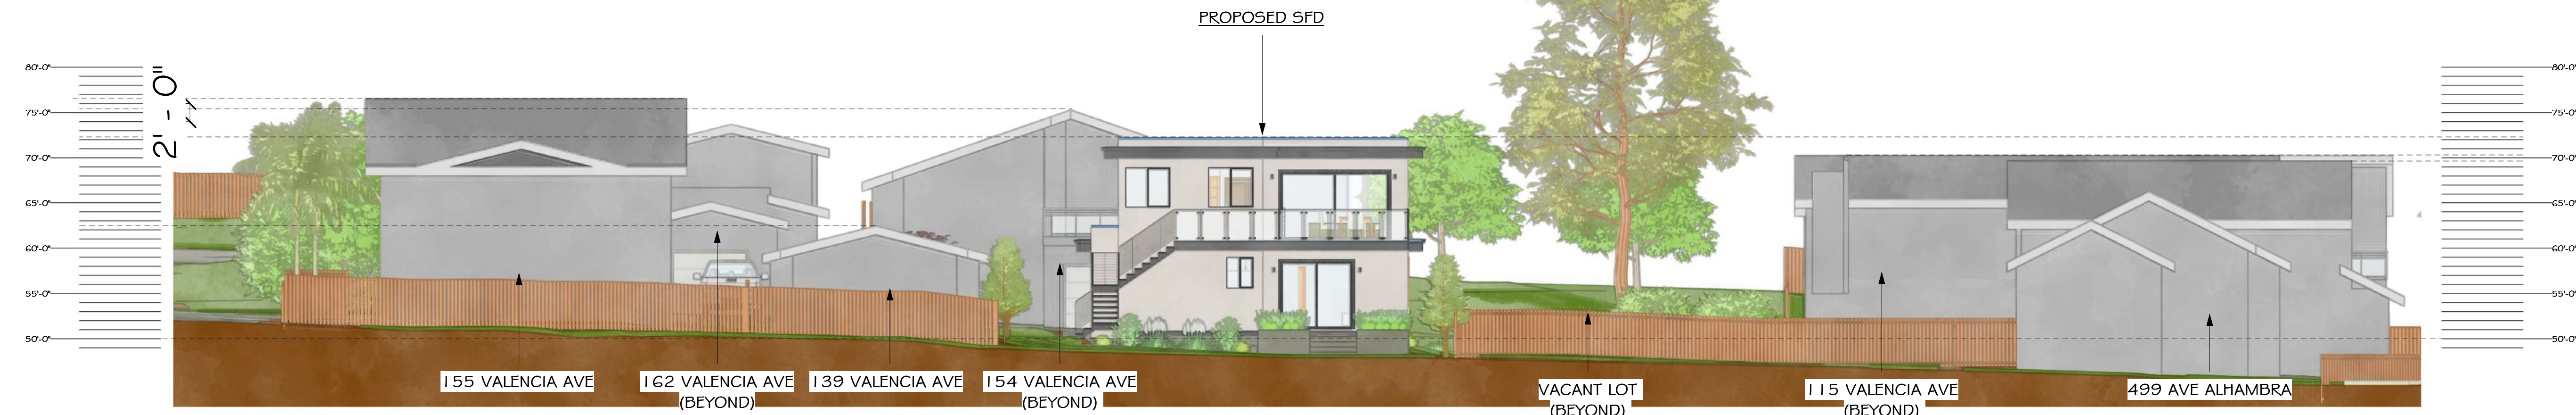 PROPOSED SFD
80'-0"
75'-0"
70'-0"
65'-0"
60'-0"
55'-0"
50'-0"
2' - 0"
80'-0"
75'-0"
70'-0"
65'-0"
60'-0"
55'-0"
50'-0"
155 VALENCIA AVE
162 VALENCIA AVE
(BEYOND)
139 VALENCIA AVE
154 VALENCIA AVE
(BEYOND)
VACANT LOT
(BEYOND)
115 VALENCIA AVE
(BEYOND)
499 AVE ALHAMBRA